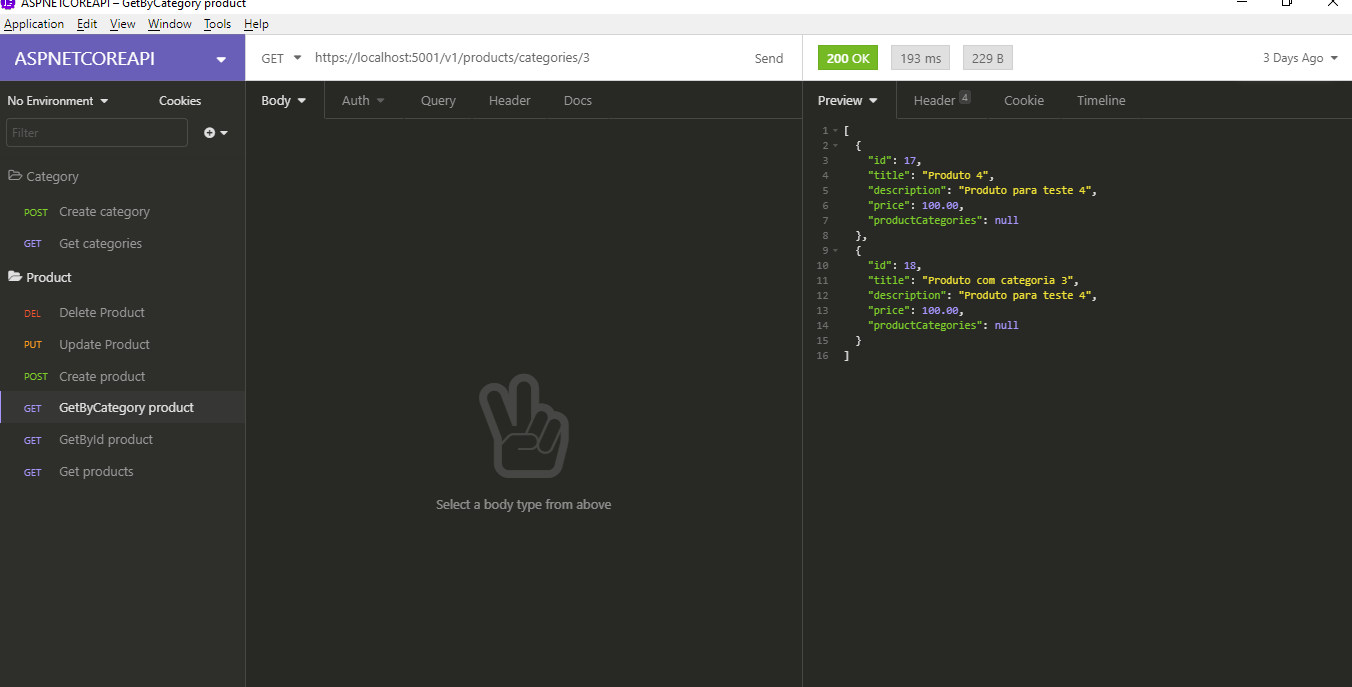 ASPNETCOREAPI – GetByCategory product
Application Edit View Window Tools Help
ASPNETCOREAPI
GET https://localhost:5001/v1/products/categories/3 Send
200 OK 193 ms 229 B 3 Days Ago
No Environment Cookies
Body Auth Query Header Docs
Preview Header 4 Cookie Timeline
Filter
Category
POST Create category
GET Get categories
Product
DEL Delete Product
PUT Update Product
POST Create product
GET GetByCategory product
GET GetById product
GET Get products
Select a body type from above
1 [
2 {
3 "id": 17,
4 "title": "Produto 4",
5 "description": "Produto para teste 4",
6 "price": 100.00,
7 "productCategories": null
8 },
9 {
10 "id": 18,
11 "title": "Produto com categoria 3",
12 "description": "Produto para teste 4",
13 "price": 100.00,
14 "productCategories": null
15 }
16 ]